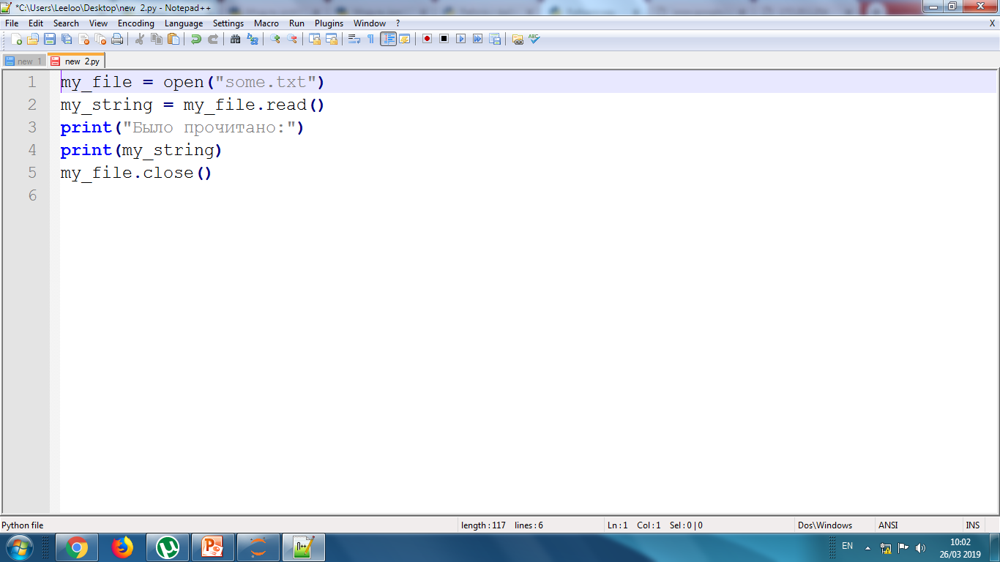 *C:\Users\Leeloo\Desktop\new 2.py - Notepad++
File Edit Search View Encoding Language Settings Macro Run Plugins Window ? X
new 1 new 2.py
1 my_file = open("some.txt")
2 my_string = my_file.read()
3 print("Было прочитано:")
4 print(my_string)
5 my_file.close()
6
Python file length : 117 lines : 6 Ln : 1 Col : 1 Sel : 0 | 0 Dos\Windows ANSI INS
EN 10:02
26/03 2019